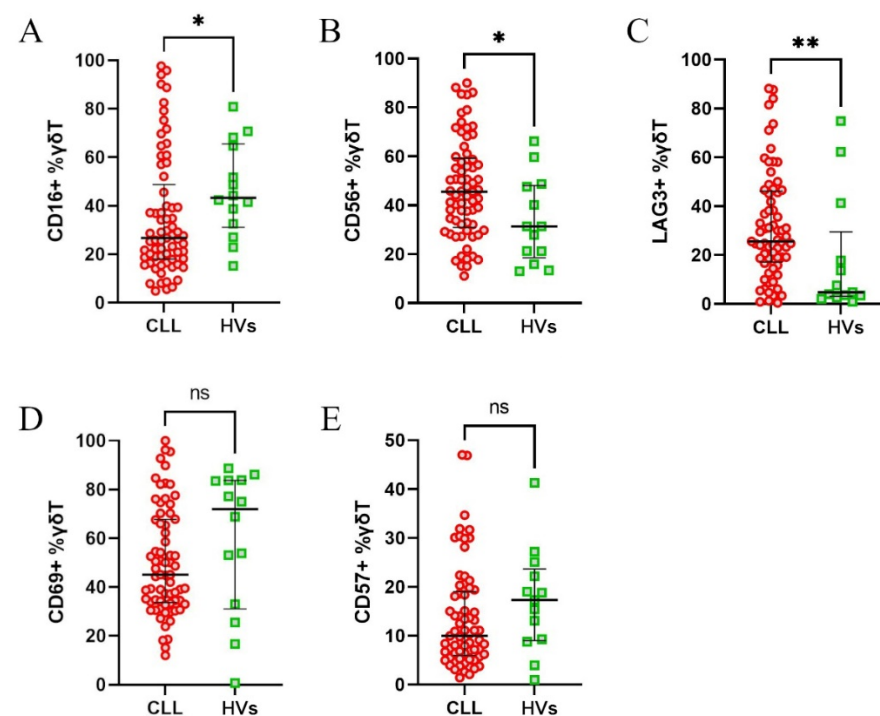 A
*
CD16+ %γδT
100
80
60
40
20
0
CLL
HVs
B
*
CD56+ %γδT
100
80
60
40
20
0
CLL
HVs
C
**
LAG3+ %γδT
100
80
60
40
20
0
CLL
HVs
D
ns
CD69+ %γδT
100
80
60
40
20
0
CLL
HVs
E
ns
CD57+ %γδT
50
40
30
20
10
0
CLL
HVs